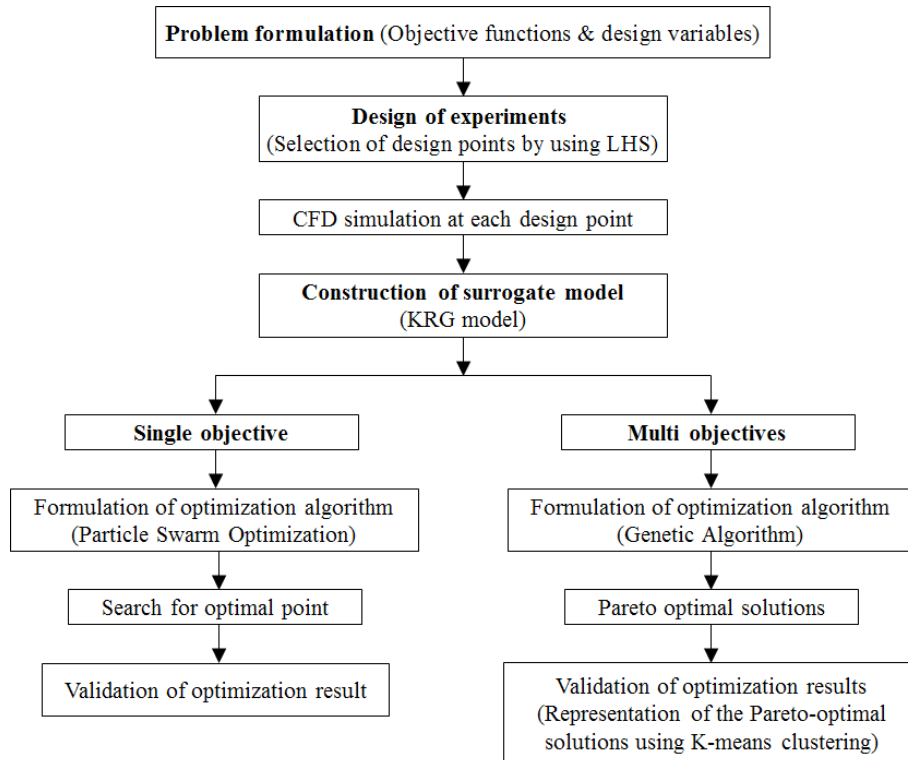 Problem formulation (Objective functions & design variables)
Design of experiments
(Selection of design points by using LHS)
CFD simulation at each design point
Construction of surrogate model
(KRG model)
Single objective
Multi objectives
Formulation of optimization algorithm
(Particle Swarm Optimization)
Formulation of optimization algorithm
(Genetic Algorithm)
Search for optimal point
Pareto optimal solutions
Validation of optimization result
Validation of optimization results
(Representation of the Pareto-optimal
solutions using K-means clustering)